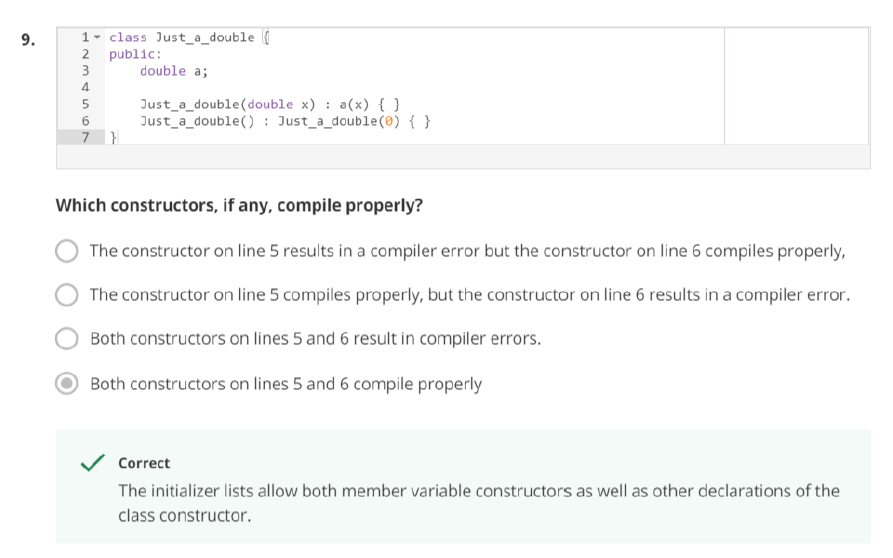 9.
1 class Just_a_double {
2 public:
3 double a;
4
5 Just_a_double(double x) : a(x) { }
6 Just_a_double() : Just_a_double(0) { }
7 }
Which constructors, if any, compile properly?
The constructor on line 5 results in a compiler error but the constructor on line 6 compiles properly,
The constructor on line 5 compiles properly, but the constructor on line 6 results in a compiler error.
Both constructors on lines 5 and 6 result in compiler errors.
Both constructors on lines 5 and 6 compile properly
Correct
The initializer lists allow both member variable constructors as well as other declarations of the
class constructor.